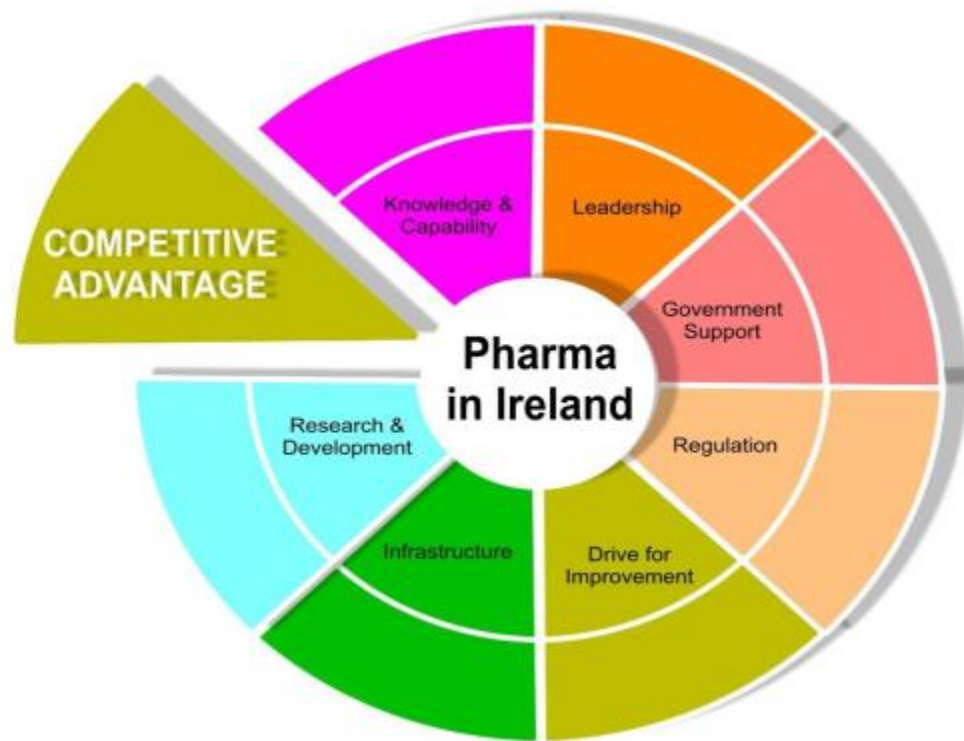 Knowledge &
Capability
Leadership
COMPETITIVE
ADVANTAGE
Government
Support
Pharma
in Ireland
Research &
Development
Regulation
Infrastructure
Drive for
Improvement